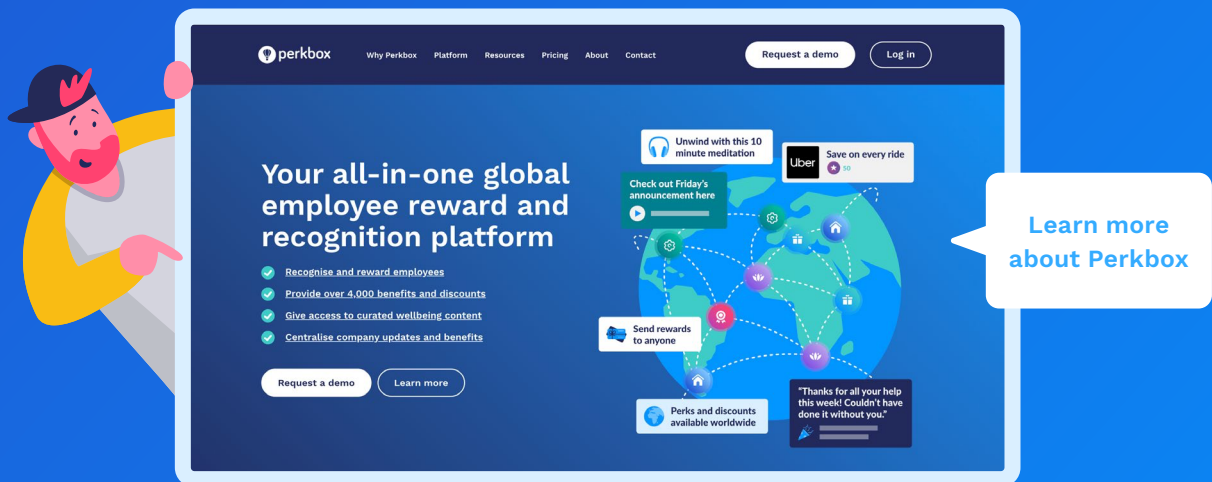 perkbox
Why Perkbox
Platform
Resources
Pricing
About
Contact
Request a demo
Log in
Your all-in-one global
employee reward and
recognition platform
Recognise and reward employees
Provide over 4,000 benefits and discounts
Give access to curated wellbeing content
Centralise company updates and benefits
Request a demo
Learn more
Unwind with this 10
minute meditation
Uber
Save on every ride
50
Check out Friday's
announcement here
Send rewards
to anyone
Perks and discounts
available worldwide
"Thanks for all your help
this week! Couldn't have
done it without you."
Learn more
about Perkbox